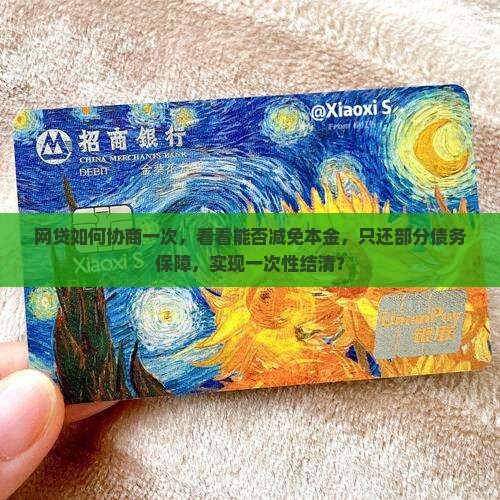 @Xiaoxi S
招商银行
CHINA MERCHANTS BANK
DEBIT
网贷如何协商一次，看看能否减免本金，只还部分债务
保障，实现一次性结清？
Xiaoxi S
UnionPay
银联